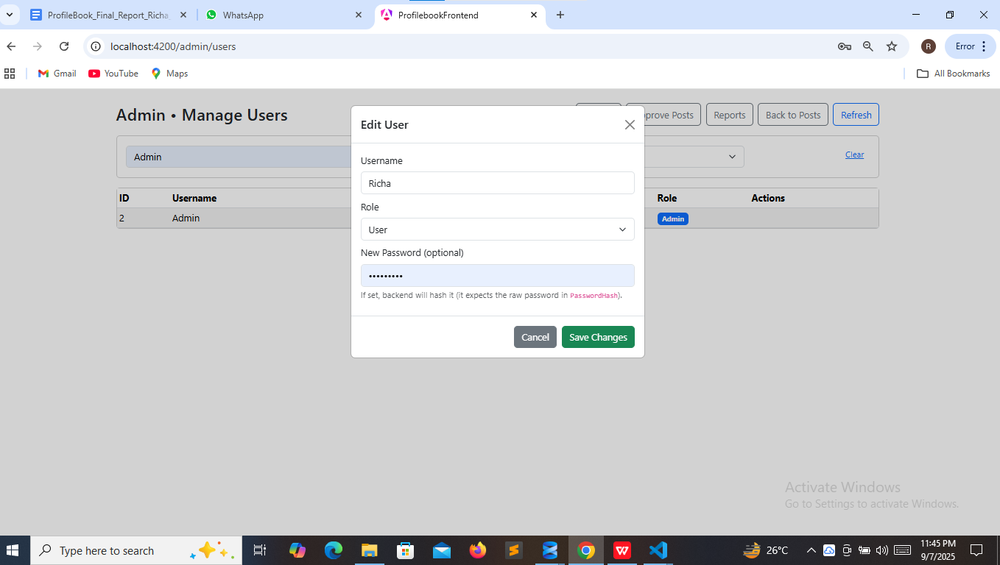 ProfileBook_Final_Report_Richa
WhatsApp
ProfilebookFrontend
localhost:4200/admin/users
R
Error
Gmail
YouTube
Maps
All Bookmarks
Admin • Manage Users
prove Posts
Reports
Back to Posts
Refresh
Admin
Clear
ID Username Role Actions
2 Admin Admin
Edit User
Username
Richa
Role
User
New Password (optional)
•••••••••
If set, backend will hash it (it expects the raw password in PasswordHash).
Cancel
Save Changes
Activate Windows
Go to Settings to activate Windows.
Type here to search
26°C
11:45 PM
9/7/2025